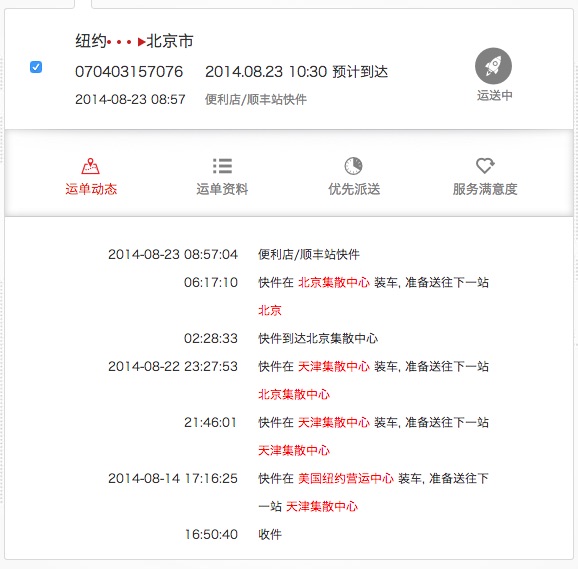 纽约 北京市
070403157076 2014.08.23 10:30 预计到达
2014-08-23 08:57 便利店/顺丰站快件
运送中
运单动态 运单资料 优先派送 服务满意度
2014-08-23 08:57:04 便利店/顺丰站快件
06:17:10 快件在 北京集散中心 装车, 准备送往下一站
北京
02:28:33 快件到达北京集散中心
2014-08-22 23:27:53 快件在 天津集散中心 装车, 准备送往下一站
北京集散中心
21:46:01 快件在 天津集散中心 装车, 准备送往下一站
天津集散中心
2014-08-14 17:16:25 快件在 美国纽约营运中心 装车, 准备送往下
一站 天津集散中心
16:50:40 收件